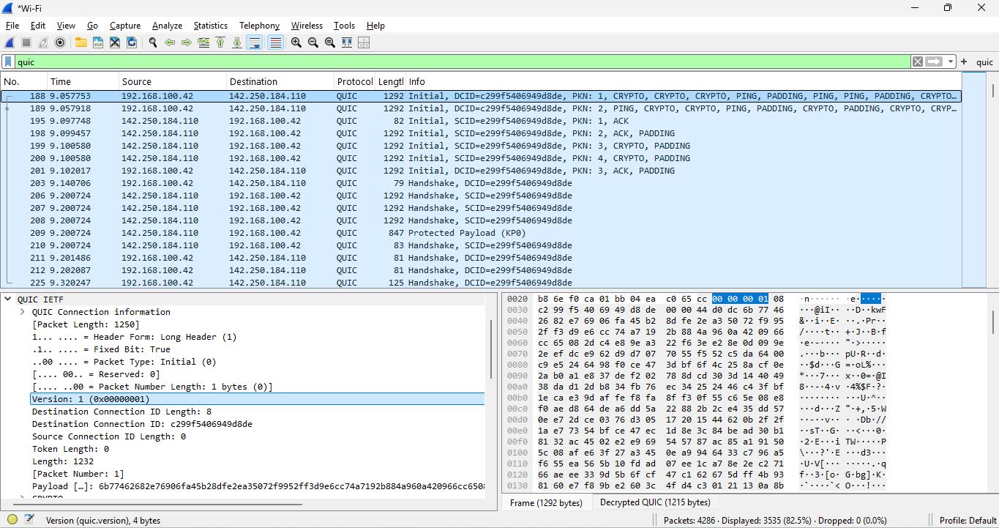 *Wi-Fi
File Edit View Go Capture Analyze Statistics Telephony Wireless Tools Help
quic + quic
No. Time Source Destination Protocol Lengtl Info
188 9.057753 192.168.100.42 142.250.184.110 QUIC 1292 Initial, DCID=c299f5406949d8de, PKN: 1, CRYPTO, CRYPTO, CRYPTO, PING, PADDING, PING, PING, PADDING, CRYPTO…
189 9.057918 192.168.100.42 142.250.184.110 QUIC 1292 Initial, DCID=c299f5406949d8de, PKN: 2, PING, CRYPTO, CRYPTO, PING, PADDING, CRYPTO, PADDING, CRYPTO, CRYP…
195 9.097748 142.250.184.110 192.168.100.42 QUIC 82 Initial, SCID=e299f5406949d8de, PKN: 1, ACK
198 9.099457 142.250.184.110 192.168.100.42 QUIC 1292 Initial, SCID=e299f5406949d8de, PKN: 2, ACK, PADDING
199 9.100580 142.250.184.110 192.168.100.42 QUIC 1292 Initial, SCID=e299f5406949d8de, PKN: 3, CRYPTO, PADDING
200 9.100580 142.250.184.110 192.168.100.42 QUIC 1292 Initial, SCID=e299f5406949d8de, PKN: 4, CRYPTO, PADDING
201 9.102017 192.168.100.42 142.250.184.110 QUIC 1292 Initial, DCID=e299f5406949d8de, PKN: 3, ACK, PADDING
203 9.140706 192.168.100.42 142.250.184.110 QUIC 79 Handshake, DCID=e299f5406949d8de
206 9.200724 142.250.184.110 192.168.100.42 QUIC 1292 Handshake, SCID=e299f5406949d8de
207 9.200724 142.250.184.110 192.168.100.42 QUIC 1292 Handshake, SCID=e299f5406949d8de
208 9.200724 142.250.184.110 192.168.100.42 QUIC 1292 Handshake, SCID=e299f5406949d8de
209 9.200724 142.250.184.110 192.168.100.42 QUIC 847 Protected Payload (KP0)
210 9.200724 142.250.184.110 192.168.100.42 QUIC 83 Handshake, SCID=e299f5406949d8de
211 9.201486 192.168.100.42 142.250.184.110 QUIC 81 Handshake, DCID=e299f5406949d8de
212 9.202087 192.168.100.42 142.250.184.110 QUIC 81 Handshake, DCID=e299f5406949d8de
225 9.320247 192.168.100.42 142.250.184.110 QUIC 125 Handshake, DCID=e299f5406949d8de
QUIC IETF
QUIC Connection information
[Packet Length: 1250]
1... .... = Header Form: Long Header (1)
.1.. .... = Fixed Bit: True
..00 .... = Packet Type: Initial (0)
[.... 00.. = Reserved: 0]
[.... ..00 = Packet Number Length: 1 bytes (0)]
Version: 1 (0x00000001)
Destination Connection ID Length: 8
Destination Connection ID: c299f5406949d8de
Source Connection ID Length: 0
Token Length: 0
Length: 1232
[Packet Number: 1]
Payload […]: 6b77462682e76906fa45b28dfe2ea35072f9952ff3d9e6cc74a7192b884a960a420966cc6508
CRYPTO
0020 b8 6e f0 ca 01 bb 04 ea c0 65 cc 00 00 00 01 08 ·n······ ·e······
0030 c2 99 f5 40 69 49 d8 de 00 00 44 d0 dc 6b 77 46 ···@iI·· ··D··kwF
0040 26 82 e7 69 06 fa 45 b2 8d fe 2e a3 50 72 f9 95 &··i··E· ··.·Pr··
0050 2f f3 d9 e6 cc 74 a7 19 2b 88 4a 96 0a 42 09 66 /····t·· +·J··B·f
0060 cc 65 08 2d c4 e8 9e a3 22 f6 3e e2 8e 0d 09 9e ·e·-···· "·>·····
0070 2e ef dc e9 62 d9 d7 07 70 55 f5 52 c5 da 64 00 .···b··· pU·R··d·
0080 c9 e5 24 64 98 f0 ce 47 3d bf 6f 4c 25 8a cf 0e ··$d···G =·oL%···
0090 2a b0 a1 e8 37 de f2 02 78 8d cd 30 3d 14 40 49 *···7··· x··0=·@I
00a0 38 da d1 2d b8 34 fb 76 ec 34 25 24 46 c4 3f bf 8··-·4·v ·4%$F·?·
00b0 1e ca e3 9d af fe f8 fa 8f f3 0f 55 c6 5e 08 e8 ········ ···U·^··
00c0 f0 ae d8 64 de a6 dd 5a 22 88 2b 2c e4 35 dd 57 ···d···Z "·+,·5·W
00d0 0e e7 2d ce 03 76 d3 05 17 20 15 44 62 0b 2f 2f ··-··v·· · ·Db·//
00e0 1a e7 73 54 bf ce 47 ec 1d 8e 3c 84 be ad 30 b1 ··sT··G· ··<···0·
00f0 81 32 ac 45 02 e2 e9 69 54 57 87 ac 85 a1 91 50 ·2·E···i TW·····P
0100 5c 08 af e6 3f 27 a3 45 0e a9 94 64 33 c7 96 a5 \···?'·E ···d3···
0110 f6 55 ea 56 5b 10 fd ad 07 ee 1c a7 8e 2e c2 71 ·U·V[··· ·····.·q
0120 66 ae ee 33 9d 5b 6f cf 47 c1 62 67 5d ff 4b 93 f··3·[o· G·bg]·K·
0130 81 60 e7 f8 9b e2 60 3c 4f d4 c3 01 21 13 0a 8b ·`····`< O···!···
Frame (1292 bytes) Decrypted QUIC (1215 bytes)
Version (quic.version), 4 bytes Packets: 4286 · Displayed: 3535 (82.5%) · Dropped: 0 (0.0%) Profile: Default